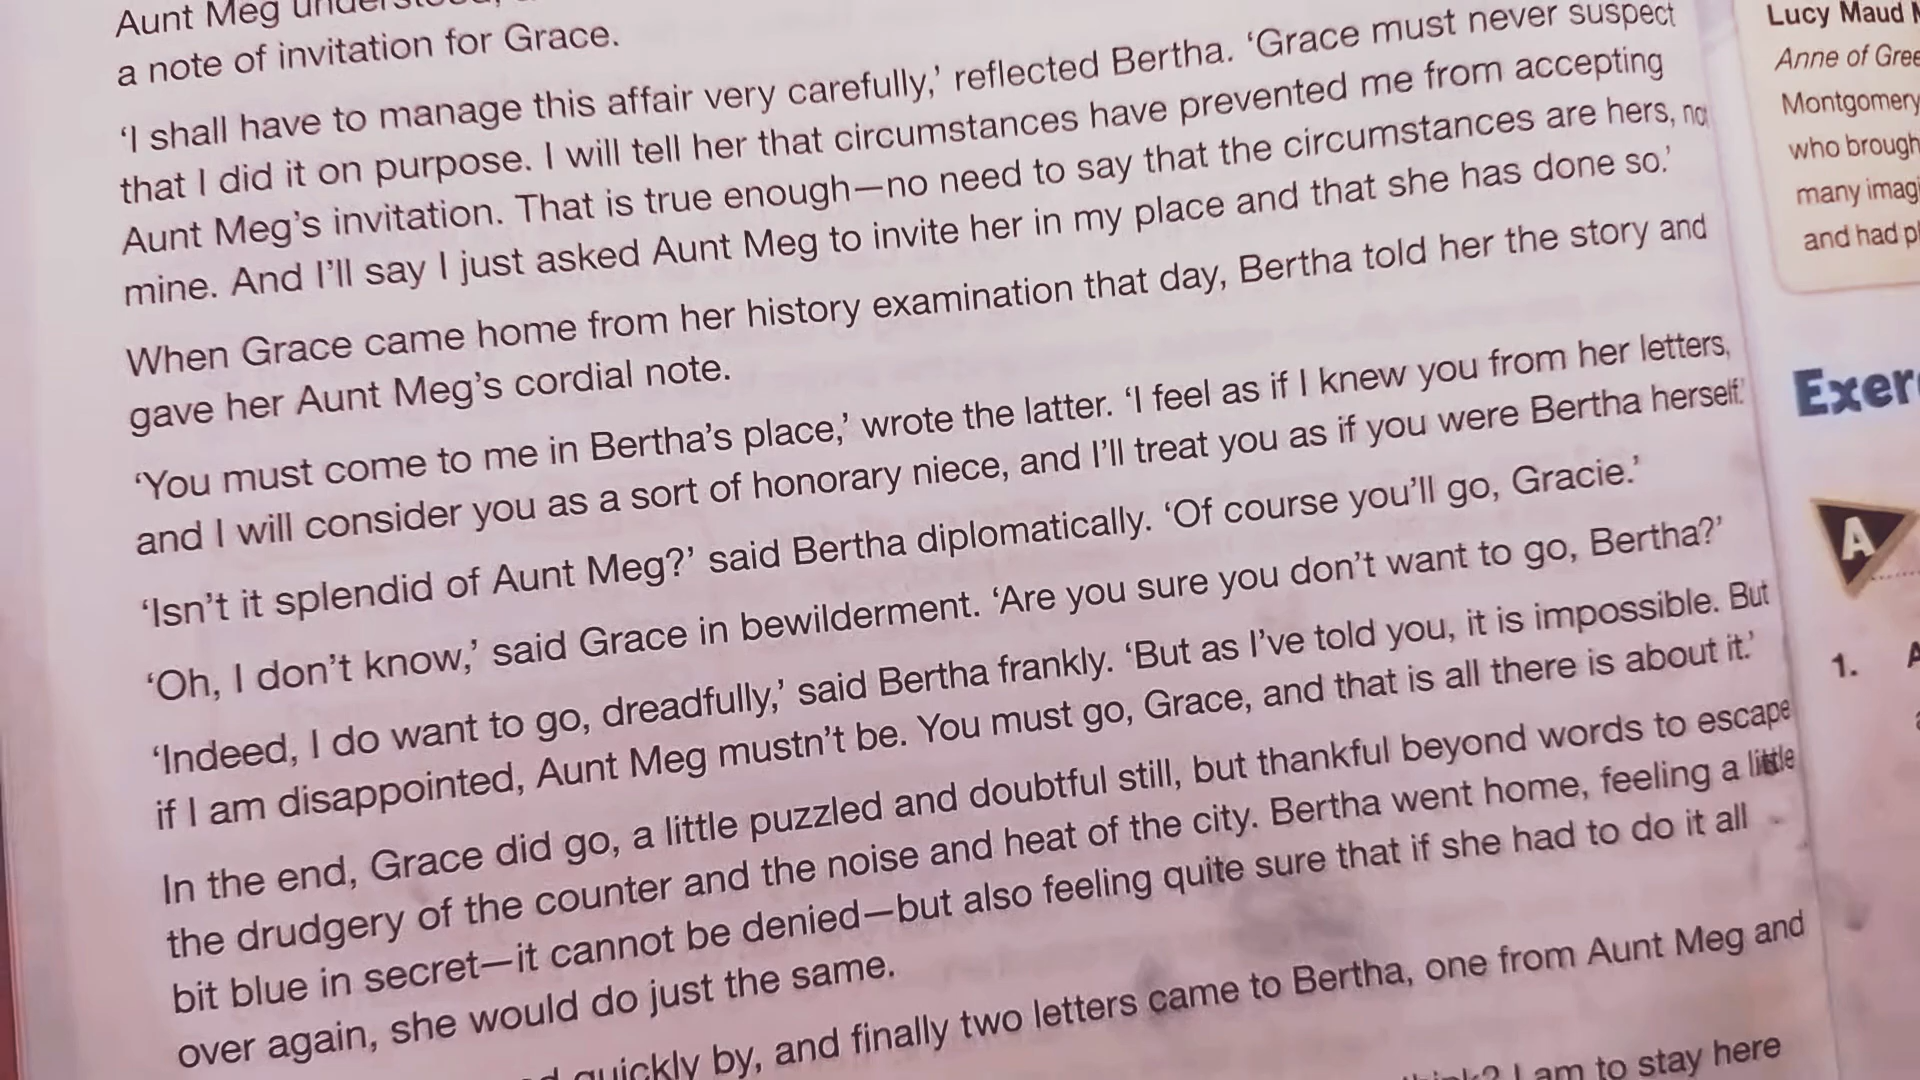 Aunt Meg
a note of invitation for Grace.
‘I shall have to manage this affair very carefully,’ reflected Bertha. ‘Grace must never suspect
that I did it on purpose. I will tell her that circumstances have prevented me from accepting
Aunt Meg’s invitation. That is true enough—no need to say that the circumstances are hers, not
mine. And I’ll say I just asked Aunt Meg to invite her in my place and that she has done so.’
When Grace came home from her history examination that day, Bertha told her the story and
gave her Aunt Meg’s cordial note.
‘You must come to me in Bertha’s place,’ wrote the latter. ‘I feel as if I knew you from her letters,
and I will consider you as a sort of honorary niece, and I’ll treat you as if you were Bertha herself.’
‘Isn’t it splendid of Aunt Meg?’ said Bertha diplomatically. ‘Of course you’ll go, Gracie.’
‘Oh, I don’t know,’ said Grace in bewilderment. ‘Are you sure you don’t want to go, Bertha?’
‘Indeed, I do want to go, dreadfully,’ said Bertha frankly. ‘But as I’ve told you, it is impossible. But
if I am disappointed, Aunt Meg mustn’t be. You must go, Grace, and that is all there is about it.’
In the end, Grace did go, a little puzzled and doubtful still, but thankful beyond words to escape
the drudgery of the counter and the noise and heat of the city. Bertha went home, feeling a little
bit blue in secret—it cannot be denied—but also feeling quite sure that if she had to do it all
over again, she would do just the same.
quickly by, and finally two letters came to Bertha, one from Aunt Meg and
I am to stay here
Lucy Maud
Anne of
Montgomery
who
many
and had
A
1.